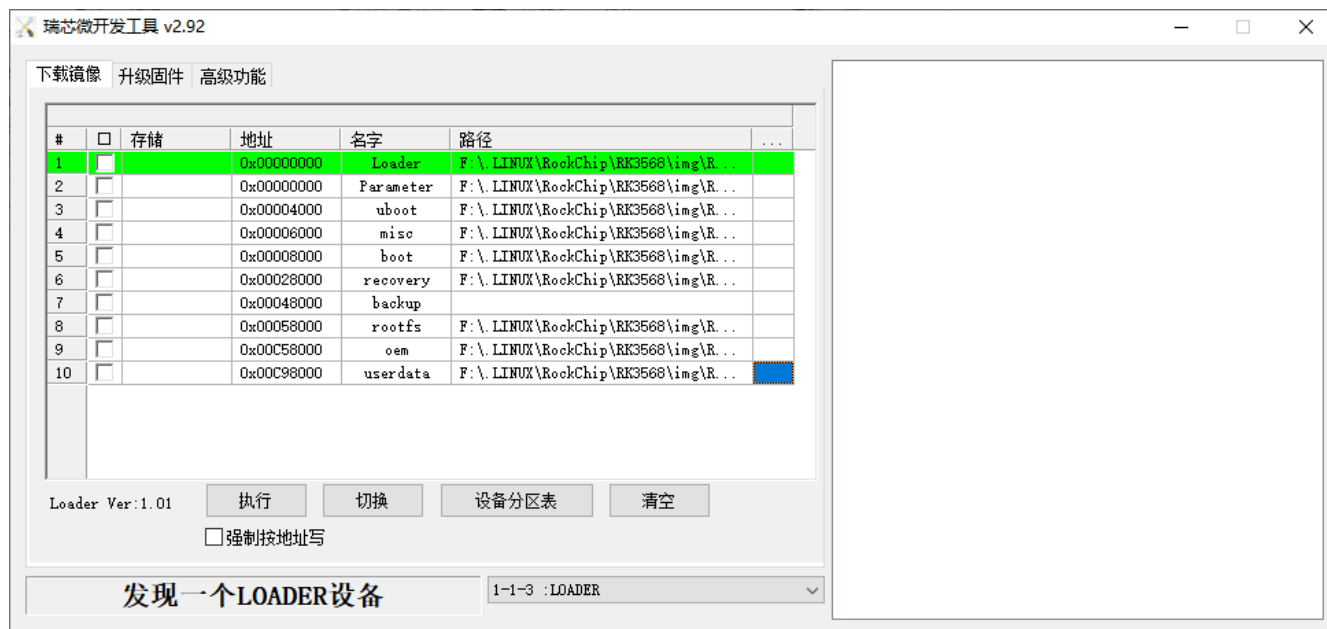 瑞芯微开发工具 v2.92
下载镜像 升级固件 高级功能
# 存储 地址 名字 路径 ...
1 0x00000000 Loader F:\.LINUX\RockChip\RK3568\img\R...
2 0x00000000 Parameter F:\.LINUX\RockChip\RK3568\img\R...
3 0x00004000 uboot F:\.LINUX\RockChip\RK3568\img\R...
4 0x00006000 misc F:\.LINUX\RockChip\RK3568\img\R...
5 0x00008000 boot F:\.LINUX\RockChip\RK3568\img\R...
6 0x00028000 recovery F:\.LINUX\RockChip\RK3568\img\R...
7 0x00048000 backup
8 0x00058000 rootfs F:\.LINUX\RockChip\RK3568\img\R...
9 0x00C58000 oem F:\.LINUX\RockChip\RK3568\img\R...
10 0x00C98000 userdata F:\.LINUX\RockChip\RK3568\img\R...
Loader Ver:1.01 执行 切换 设备分区表 清空
强制按地址写
发现一个LOADER设备 1-1-3 :LOADER